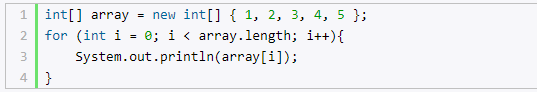 1 int[] array = new int[] { 1, 2, 3, 4, 5 };
2 for (int i = 0; i < array.length; i++){
3     System.out.println(array[i]);
4 }